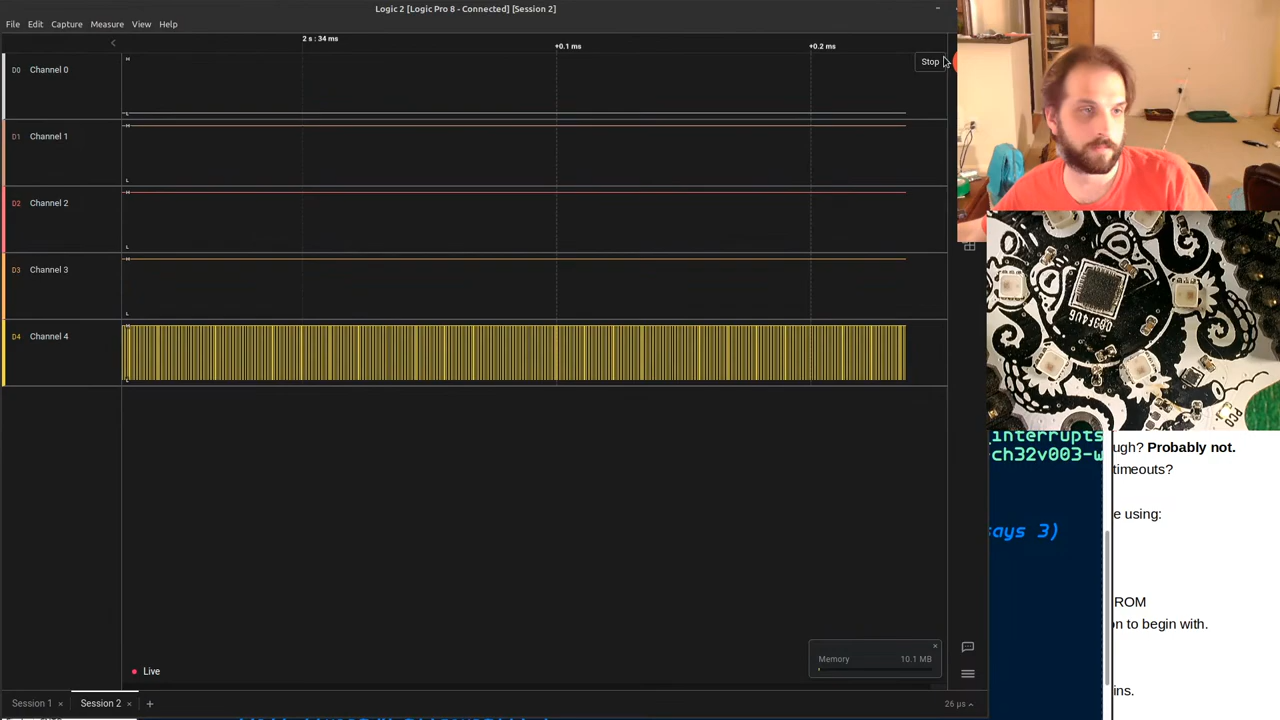 Logic 2 [Logic Pro 8 - Connected] [Session 2]
File Edit Capture Measure View Help
2 s : 34 ms
+0.1 ms
+0.2 ms
Stop
D0 Channel 0
H
L
D1 Channel 1
H
L
D2 Channel 2
H
L
D3 Channel 3
H
L
D4 Channel 4
H
L
interrupts
ch32v003-w
says 3)
ugh? Probably not.
timeouts?
e using:
ROM
on to begin with.
ins.
Memory 10.1 MB
Live
Session 1
Session 2
26 µs